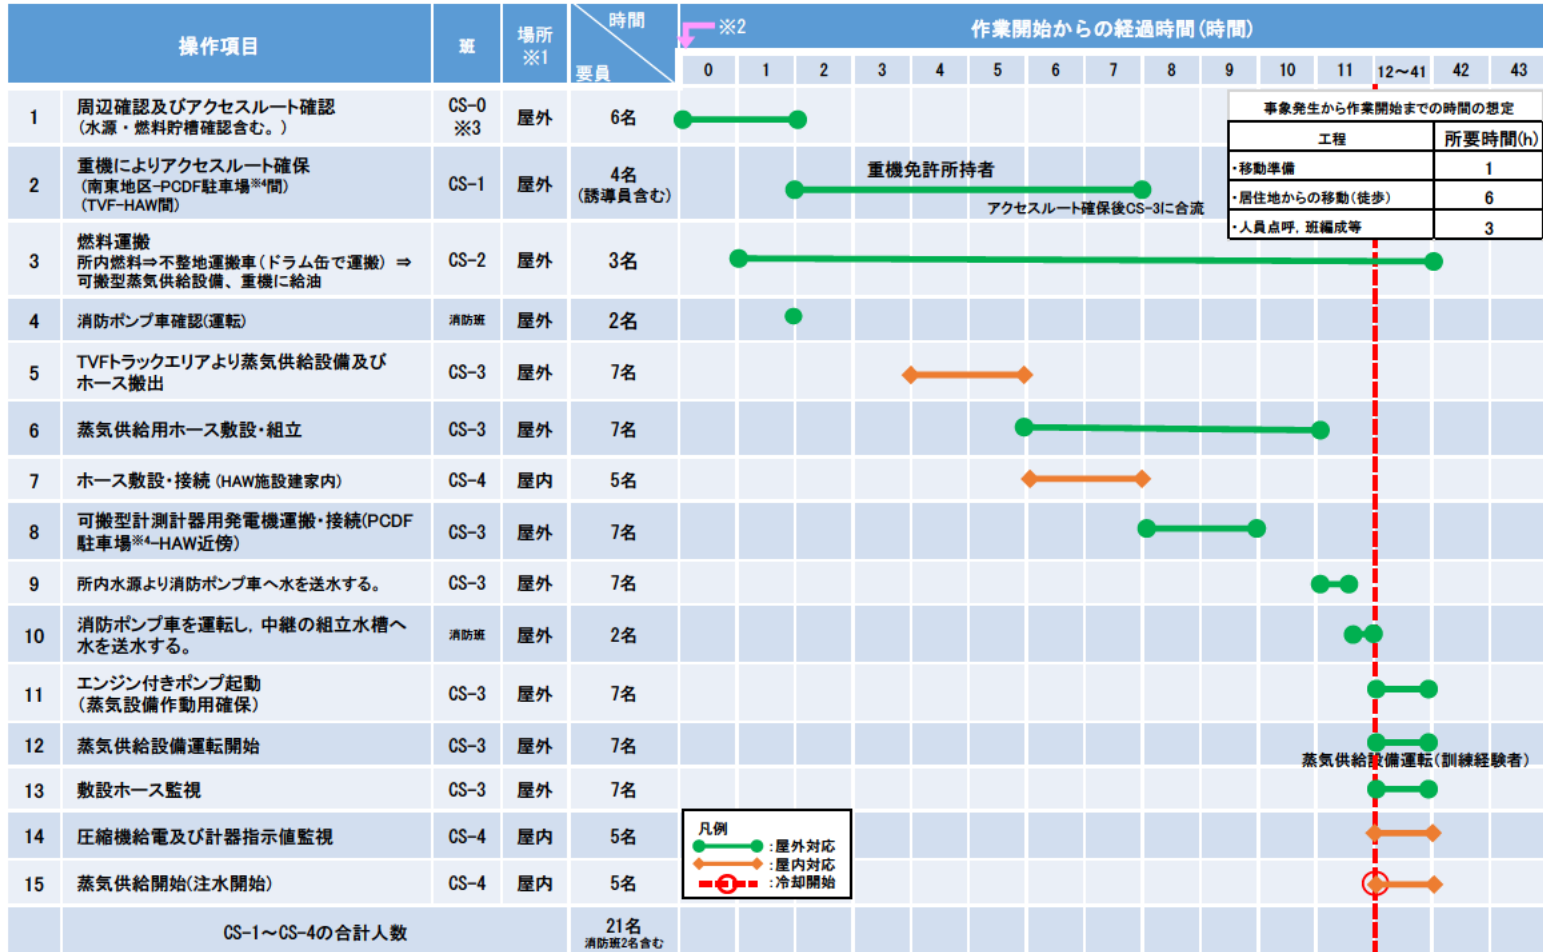 操作項目
班
場所
※1
時間
要員
※2
作業開始からの経過時間(時間)
0 1 2 3 4 5 6 7 8 9 10 11 12～41 42 43
1
周辺確認及びアクセスルート確認
(水源・燃料貯槽確認含む。)
CS-0
※3
屋外
6名
事象発生から作業開始までの時間の想定
工程 所要時間(h)
・移動準備 1
・居住地からの移動(徒歩) 6
・人員点呼，班編成等 3
2
重機によりアクセスルート確保
(南東地区-PCDF駐車場※4間)
(TVF-HAW間)
CS-1
屋外
4名
(誘導員含む)
重機免許所持者
アクセスルート確保後CS-3に合流
3
燃料運搬
所内燃料⇒不整地運搬車(ドラム缶で運搬) ⇒
可搬型蒸気供給設備、重機に給油
CS-2
屋外
3名
4
消防ポンプ車確認(運転)
消防班
屋外
2名
5
TVFトラックエリアより蒸気供給設備及び
ホース搬出
CS-3
屋外
7名
6
蒸気供給用ホース敷設・組立
CS-3
屋外
7名
7
ホース敷設・接続 (HAW施設建家内)
CS-4
屋内
5名
8
可搬型計測計器用発電機運搬・接続(PCDF
駐車場※4-HAW近傍)
CS-3
屋外
7名
9
所内水源より消防ポンプ車へ水を送水する。
CS-3
屋外
7名
10
消防ポンプ車を運転し，中継の組立水槽へ
水を送水する。
消防班
屋外
2名
11
エンジン付きポンプ起動
(蒸気設備作動用確保)
CS-3
屋外
7名
12
蒸気供給設備運転開始
CS-3
屋外
7名
蒸気供給設備運転(訓練経験者)
13
敷設ホース監視
CS-3
屋外
7名
14
圧縮機給電及び計器指示値監視
CS-4
屋内
5名
15
蒸気供給開始(注水開始)
CS-4
屋内
5名
凡例
:屋外対応
:屋内対応
:冷却開始
CS-1～CS-4の合計人数
21名
消防班2名含む